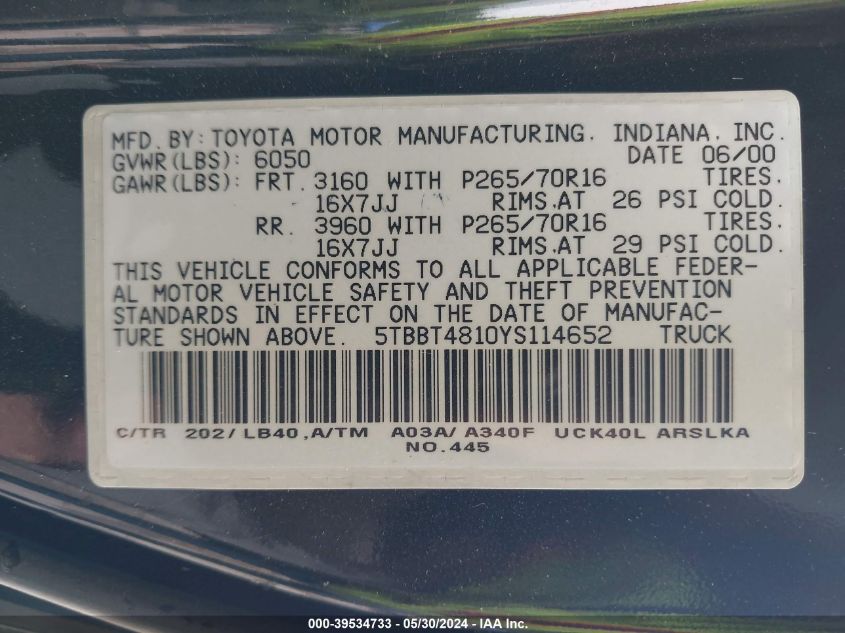 MFD. BY: TOYOTA MOTOR MANUFACTURING. INDIANA. INC.
GVWR(LBS): 6050 DATE 06/00
GAWR(LBS): FRT. 3160 WITH P265/70R16 TIRES.
16X7JJ RIMS.AT 26 PSI COLD.
RR. 3960 WITH P265/70R16 TIRES.
16X7JJ RIMS.AT 29 PSI COLD.
THIS VEHICLE CONFORMS TO ALL APPLICABLE FEDER-
AL MOTOR VEHICLE SAFETY AND THEFT PREVENTION
STANDARDS IN EFFECT ON THE DATE OF MANUFAC-
TURE SHOWN ABOVE. 5TBBT4810YS114652 TRUCK
C/TR 202/LB40,A/TM A03A/A340F UCK40L ARSLKA
NO.445
000-39534733 - 05/30/2024 - IAA Inc.